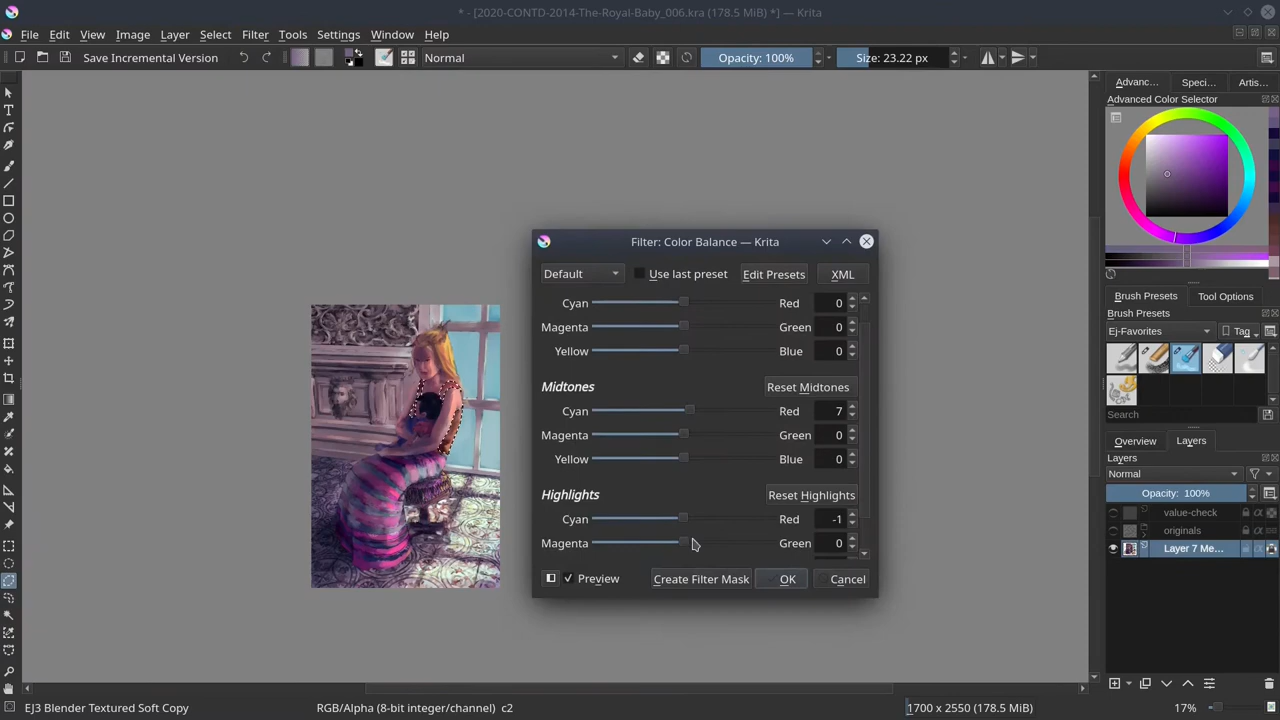 * - [2020-CONTD-2014-The-Royal-Baby_006.kra (178.5 MiB) *] — Krita
File Edit View Image Layer Select Filter Tools Settings Window Help
Save Incremental Version Normal Opacity: 100% Size: 23.22 px
Advanc... Speci... Artis...
Advanced Color Selector
Filter: Color Balance — Krita
Default Use last preset Edit Presets XML
Cyan Red 0
Magenta Green 0
Yellow Blue 0
Midtones Reset Midtones
Cyan Red 7
Magenta Green 0
Yellow Blue 0
Highlights Reset Highlights
Cyan Red -1
Magenta Green 0
Preview Create Filter Mask OK Cancel
Brush Presets Tool Options
Brush Presets
Ej-Favorites Tag
Search
Overview Layers
Layers
Normal
Opacity: 100%
value-check
originals
Layer 7 Me...
EJ3 Blender Textured Soft Copy RGB/Alpha (8-bit integer/channel) c2 1700 x 2550 (178.5 MiB) 17%